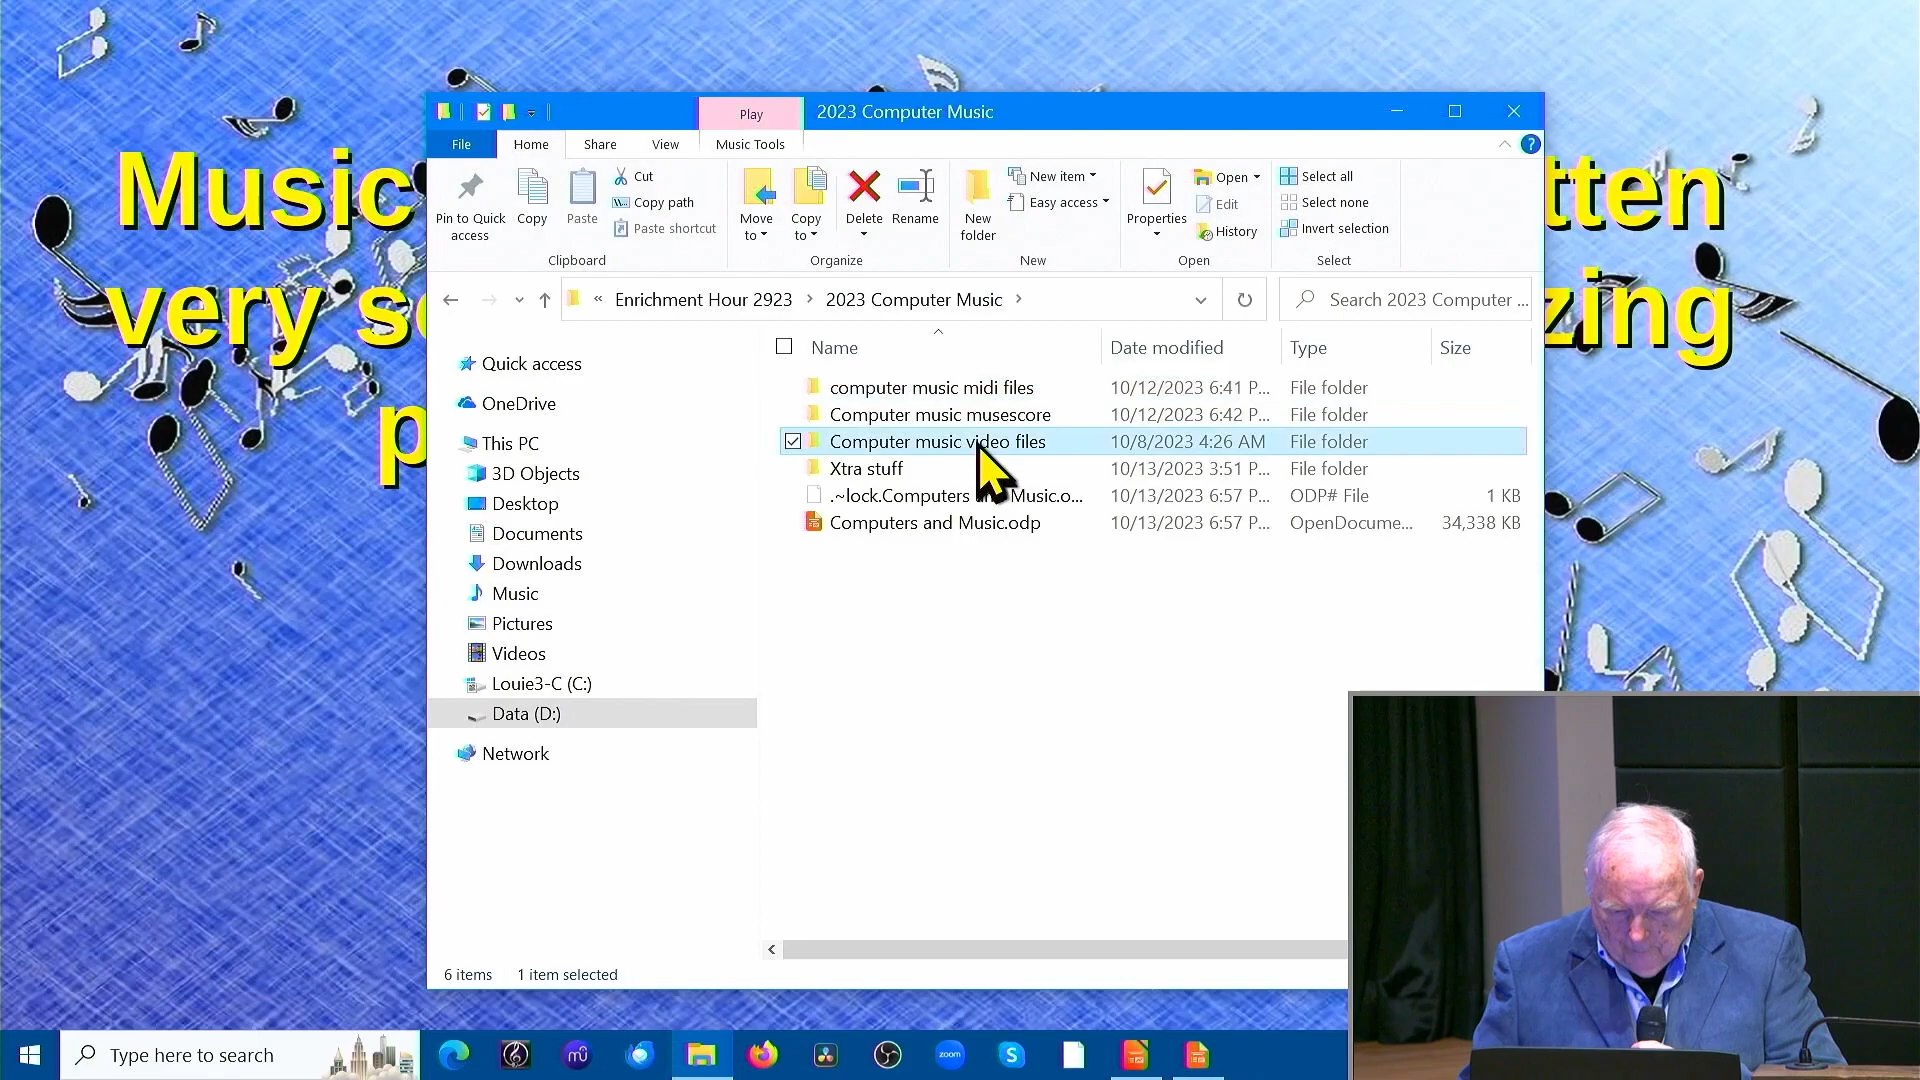 Play
2023 Computer Music
File
Home
Share
View
Music Tools
Pin to Quick
access
Copy
Paste
Cut
Copy path
Paste shortcut
Clipboard
Move
to
Copy
to
Delete
Rename
Organize
New
folder
New item
Easy access
New
Properties
Open
Edit
History
Open
Select all
Select none
Invert selection
Select
« Enrichment Hour 2923 > 2023 Computer Music >
Search 2023 Computer ...
Music
tten
very
zing
Name
Date modified
Type
Size
computer music midi files 10/12/2023 6:41 P... File folder
Computer music musescore 10/12/2023 6:42 P... File folder
Computer music video files 10/8/2023 4:26 AM File folder
Xtra stuff 10/13/2023 3:51 P... File folder
.~lock.Computers Music.o... 10/13/2023 6:57 P... ODP# File 1 KB
Computers and Music.odp 10/13/2023 6:57 P... OpenDocume... 34,338 KB
Quick access
OneDrive
This PC
3D Objects
Desktop
Documents
Downloads
Music
Pictures
Videos
Louie3-C (C:)
Data (D:)
Network
6 items 1 item selected
Type here to search
zoom